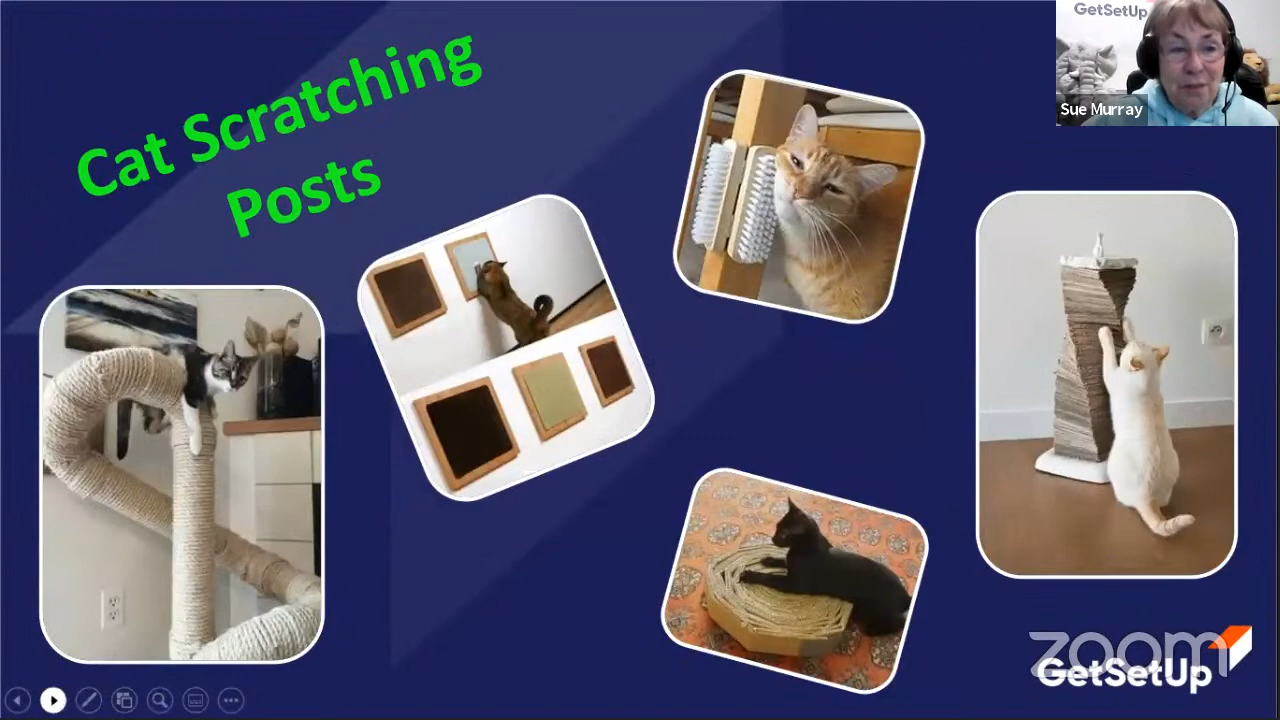 Cat Scratching
Posts
GetSetUp
Sue Murray
zoom
GetSetUp